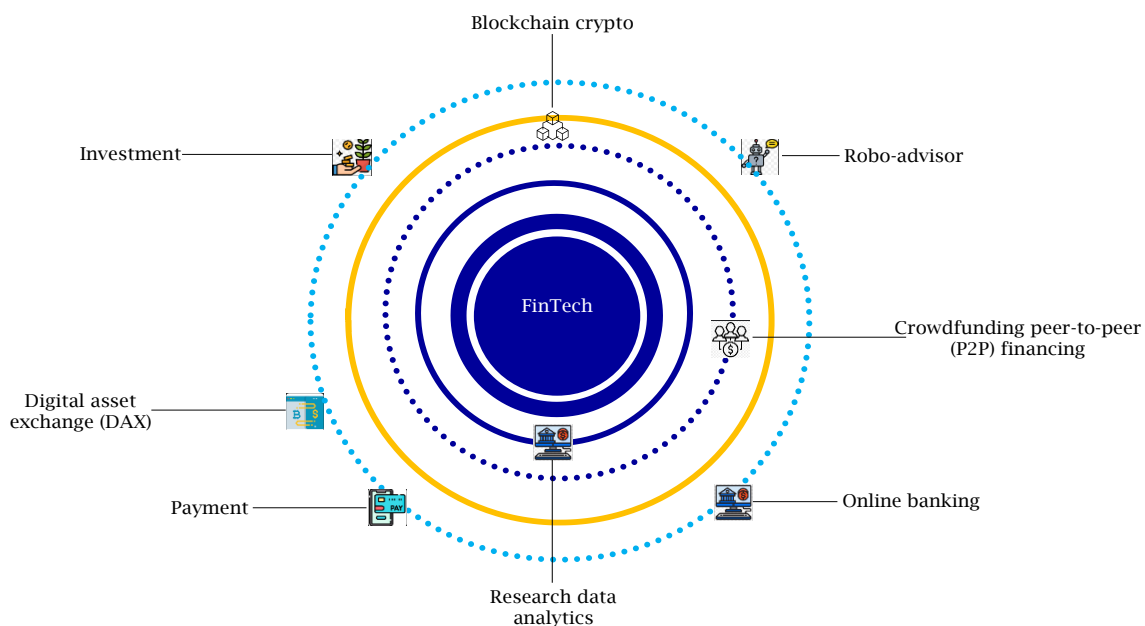 Blockchain crypto
Investment
Robo-advisor
FinTech
Crowdfunding peer-to-peer
(P2P) financing
Digital asset
exchange (DAX)
Payment
PAY
Online banking
Research data
analytics